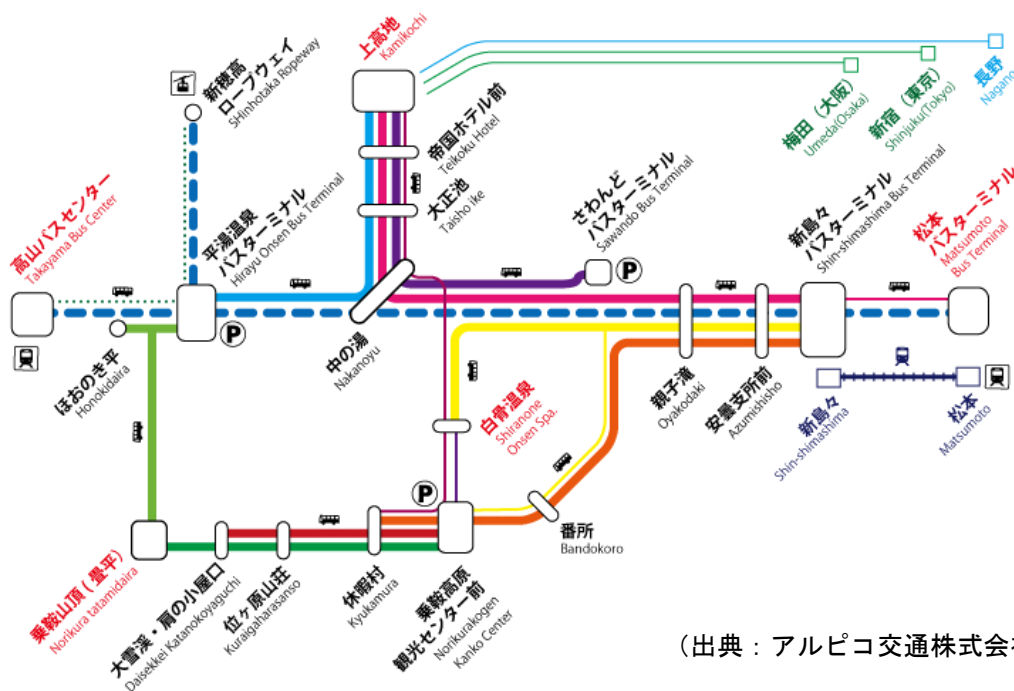 上高地
Kamikochi
新穂高
ロープウェイ
SHinhotaka Ropeway
帝国ホテル前
Teikoku Hotel
大正池
Taisho ike
梅田（大阪）
Umeda(Osaka)
新宿（東京）
Shinjuku(Tokyo)
長野
Nagano
高山バスセンター
Takayama Bus Center
平湯温泉
バスターミナル
Hirayu Onsen Bus Terminal
さわんど
バスターミナル
Sawando Bus Terminal
新島々
バスターミナル
Shin-shimashima Bus Terminal
松本
バスターミナル
Matsumoto
Bus Terminal
P
P
ほおのき平
Honokidaira
中の湯
Nakanoyu
白骨温泉
Shiranone
Onsen Spa.
親子滝
Oyakodaki
安曇支所前
Azumishisho
新島々
Shin-shimashima
松本
Matsumoto
P
乗鞍山頂(畳平)
Norikura tatamidaira
大雪渓・肩の小屋口
Daisekkei Katanokoyaguchi
位ヶ原山荘
Kuraigaharasanso
休暇村
Kyukamura
乗鞍高原
観光センター前
Norikurakogen
Kanko Center
番所
Bandokoro
（出典：アルピコ交通株式会